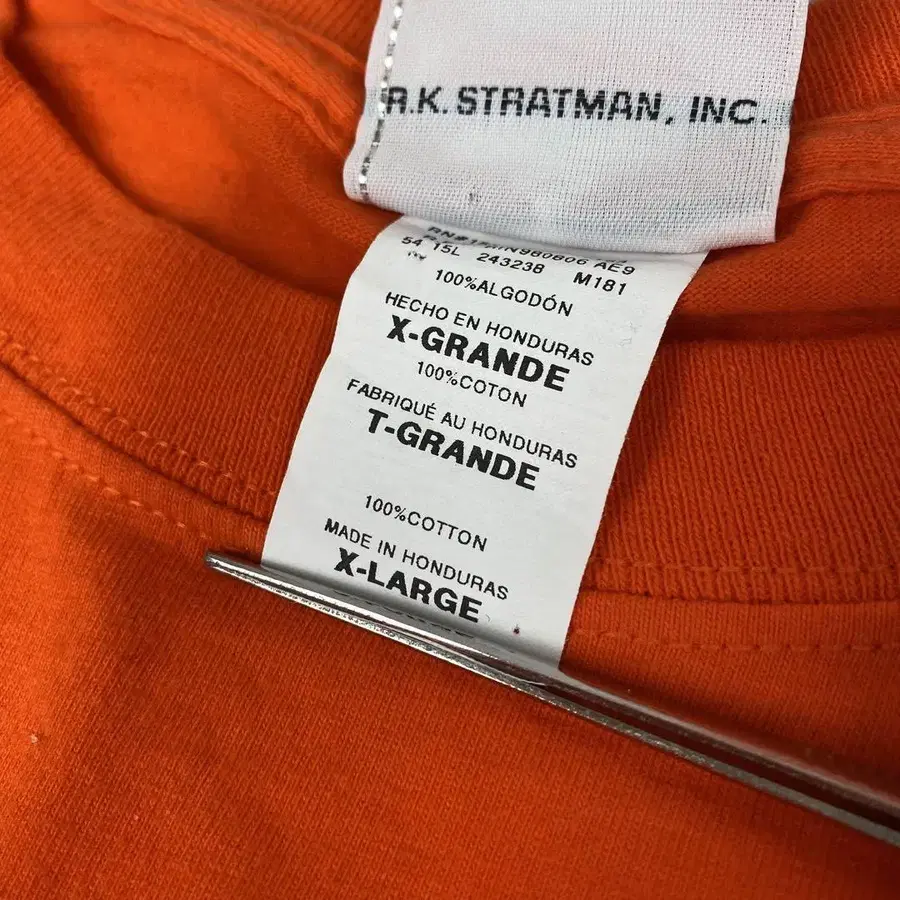 R.K. STRATMAN, INC.
54 15L 243238 M181
100%ALGODÓN
HECHO EN HONDURAS
X-GRANDE
100%COTON
FABRIQUÉ AU HONDURAS
T-GRANDE
100%COTTON
MADE IN HONDURAS
X-LARGE